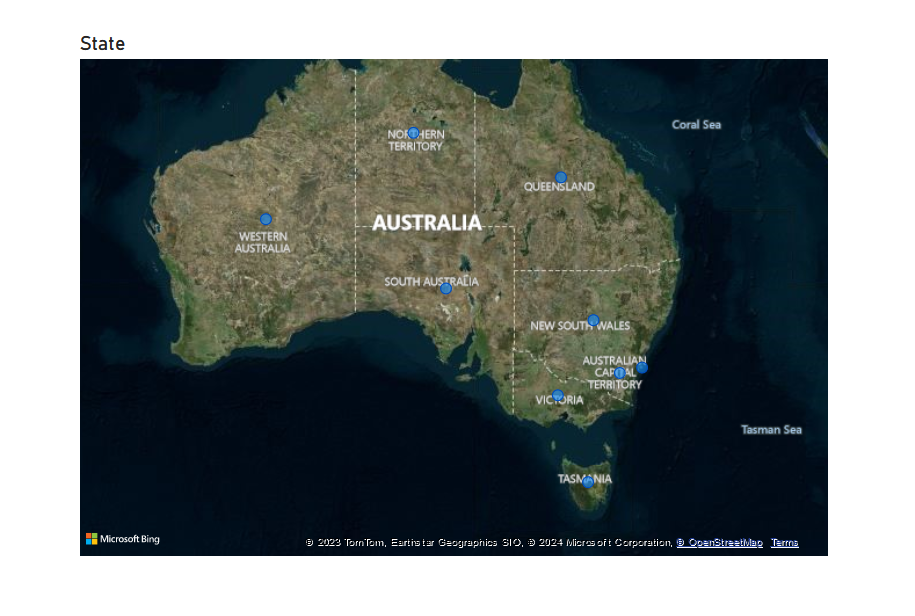 State
Coral Sea
NORTHERN
TERRITORY
QUEENSLAND
AUSTRALIA
WESTERN
AUSTRALIA
SOUTH AUSTRALIA
NEW SOUTH WALES
AUSTRALIAN
CAPITAL
TERRITORY
VICTORIA
Tasman Sea
TASMANIA
Microsoft Bing
© 2023 TomTom, Earthstar Geographics SIO, © 2024 Microsoft Corporation, © OpenStreetMap Terms